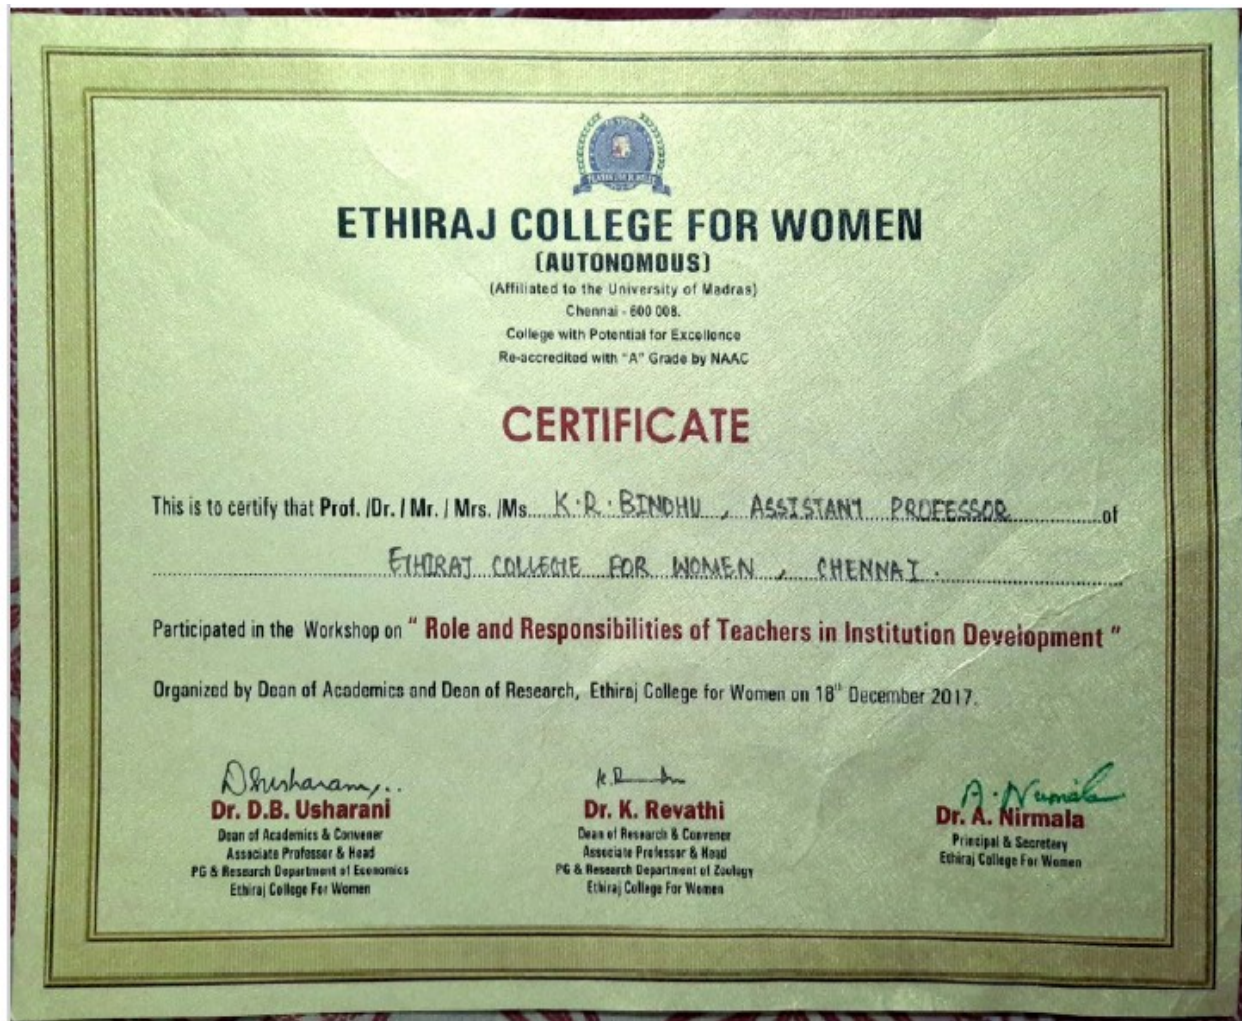 ETHIRAJ COLLEGE FOR WOMEN
(AUTONOMOUS)
(Affiliated to the University of Madras)
Chennai - 600 008.
College with Potential for Excellence
Re-accredited with "A" Grade by NAAC
CERTIFICATE
This is to certify that Prof. /Dr. / Mr. / Mrs. /Ms. K.R. BINDHU, ASSISTANT PROFESSOR of
ETHIRAJ COLLEGE FOR WOMEN, CHENNAI.
Participated in the Workshop on " Role and Responsibilities of Teachers in Institution Development "
Organized by Dean of Academics and Dean of Research, Ethiraj College for Women on 18th December 2017.
Dr. D.B. Usharani
Dean of Academics & Convener
Associate Professor & Head
PG & Research Department of Economics
Ethiraj College For Women
Dr. K. Revathi
Dean of Research & Convener
Associate Professor & Head
PG & Research Department of Zoology
Ethiraj College For Women
A. Nirmala
Dr. A. Nirmala
Principal & Secretary
Ethiraj College For Women